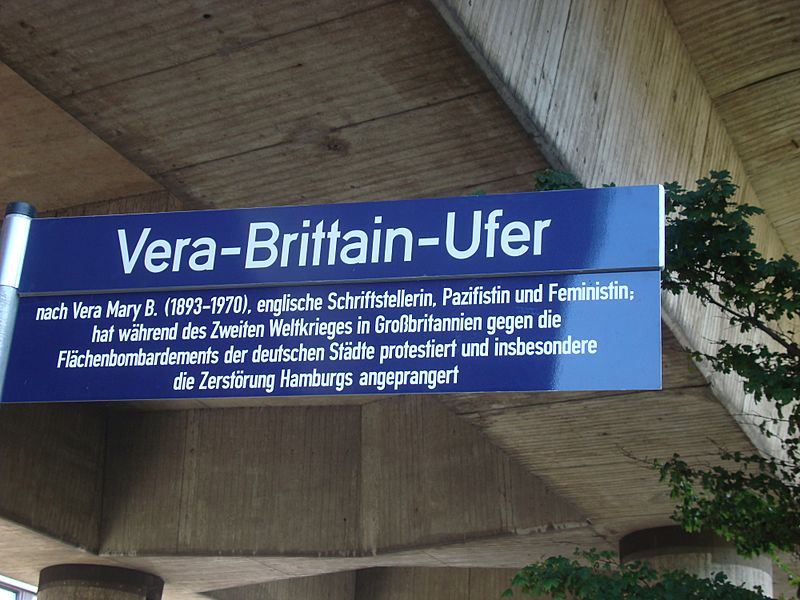 Vera-Brittain-Ufer
nach Vera Mary B. (1893-1970), englische Schriftstellerin, Pazifistin und Feministin;
hat während des Zweiten Weltkrieges in Großbritannien gegen die
Flächenbombardements der deutschen Städte protestiert und insbesondere
die Zerstörung Hamburgs angeprangert